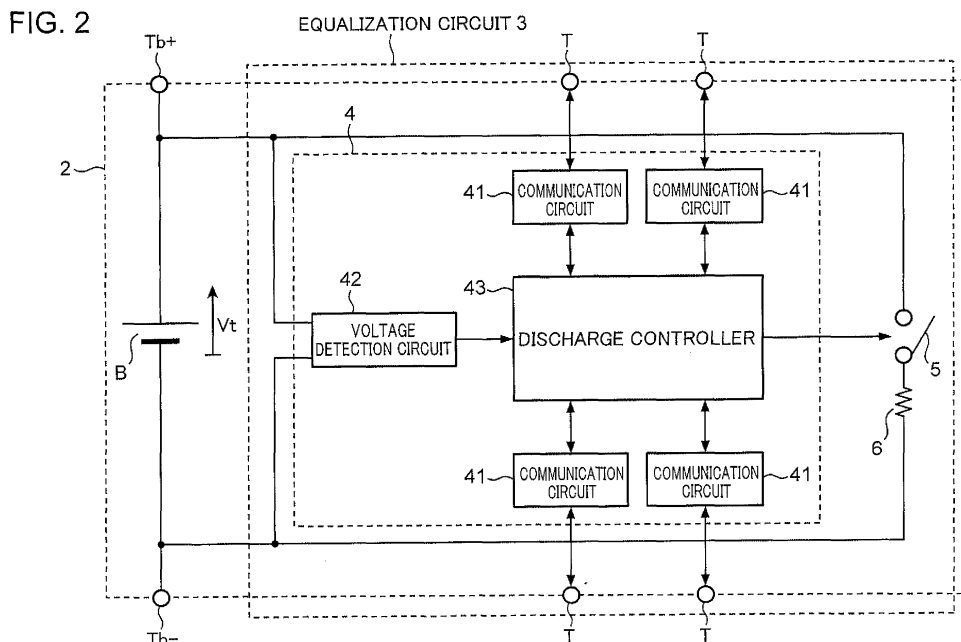 FIG. 2
EQUALIZATION CIRCUIT 3
Tb+
T
T
4
2
41
COMMUNICATION
CIRCUIT
COMMUNICATION
CIRCUIT
41
42
43
Vt
VOLTAGE
DETECTION CIRCUIT
DISCHARGE CONTROLLER
B
5
6
41
COMMUNICATION
CIRCUIT
COMMUNICATION
CIRCUIT
41
Tb-
T
T